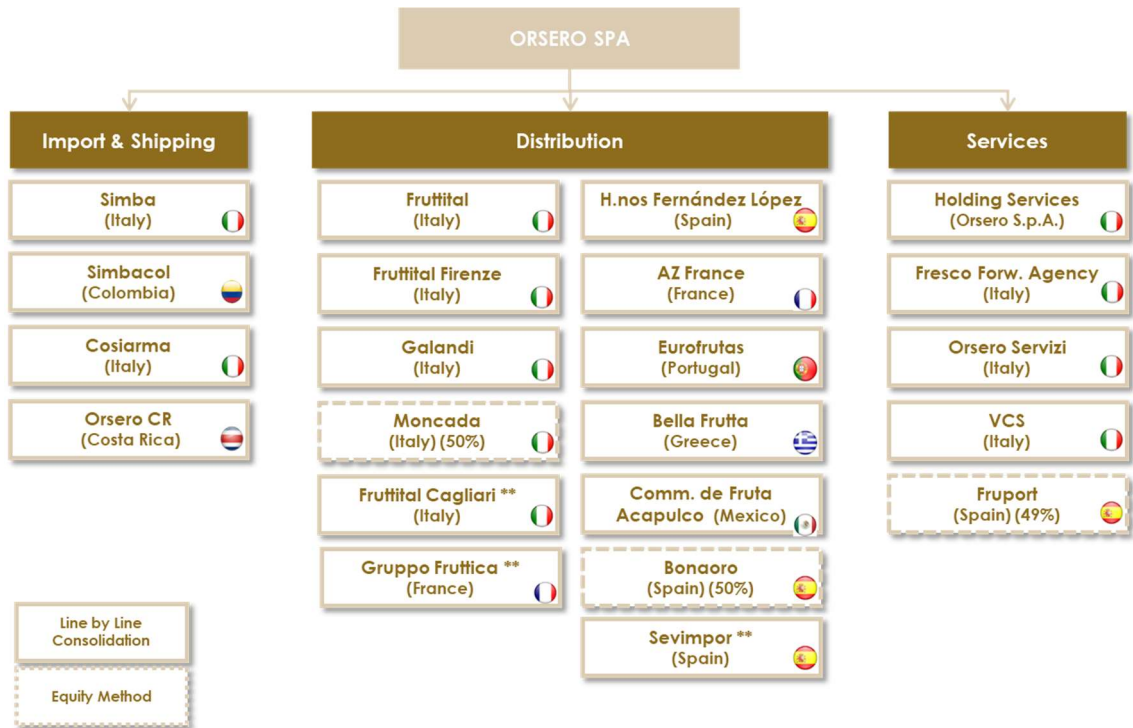 ORSERO SPA
Import & Shipping
Simba
(Italy)
Simbacol
(Colombia)
Cosiarma
(Italy)
Orsero CR
(Costa Rica)
Distribution
Fruttital
(Italy)
Fruttital Firenze
(Italy)
Galandi
(Italy)
Moncada
(Italy) (50%)
Fruttital Cagliari **
(Italy)
Gruppo Fruttica **
(France)
H.nos Fernández López
(Spain)
AZ France
(France)
Eurofrutas
(Portugal)
Bella Frutta
(Greece)
Comm. de Fruta
Acapulco (Mexico)
Bonaoro
(Spain) (50%)
Sevimpor **
(Spain)
Services
Holding Services
(Orsero S.p.A.)
Fresco Forw. Agency
(Italy)
Orsero Servizi
(Italy)
VCS
(Italy)
Fruport
(Spain) (49%)
Line by Line
Consolidation
Equity Method